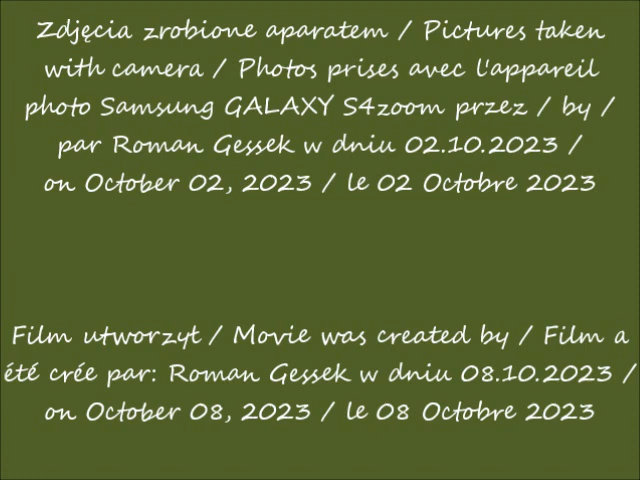 Zdjęcia zrobione aparatem / Pictures taken
with camera / Photos prises avec l'appareil
photo Samsung GALAXY S4zoom przez / by /
par Roman Gessek w dniu 02.10.2023 /
on October 02, 2023 / le 02 Octobre 2023
Film utworzył / Movie was created by / Film a
été crée par: Roman Gessek w dniu 08.10.2023 /
on October 08, 2023 / le 08 Octobre 2023